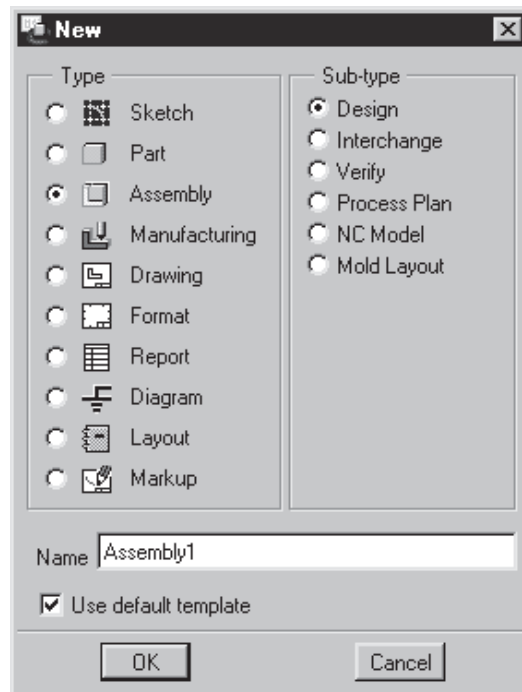 New
Type
Sketch
Part
Assembly
Manufacturing
Drawing
Format
Report
Diagram
Layout
Markup
Sub-type
Design
Interchange
Verify
Process Plan
NC Model
Mold Layout
Name Assembly1
Use default template
OK Cancel